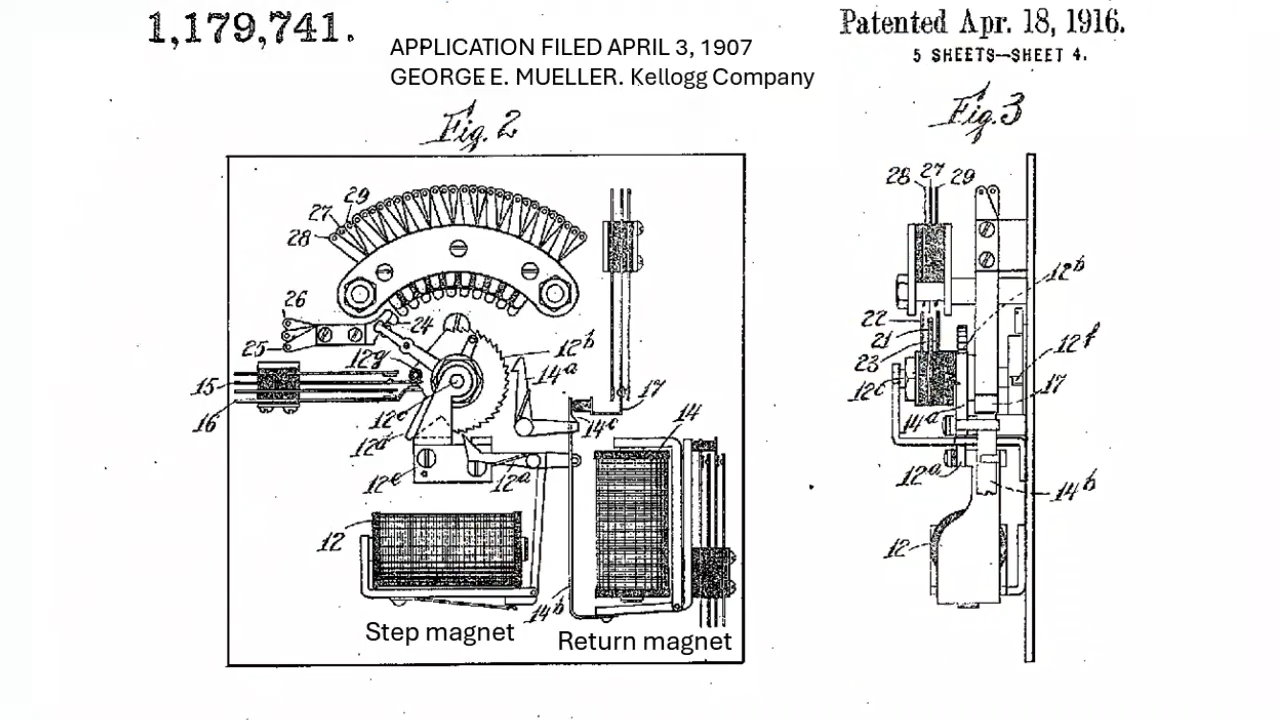 1,179,741.
APPLICATION FILED APRIL 3, 1907
GEORGE E. MUELLER. Kellogg Company
Patented Apr. 18, 1916.
5 SHEETS—SHEET 4.
Fig. 2
29
27
28
26
24
25
12g
12b
14a
15
16
17
12c
14c
14
12d
12e
12a
12
14b
Step magnet
Return magnet
Fig. 3
28 27 29
12b
22
21
23
12f
12c
17
14a
12a
14b
12